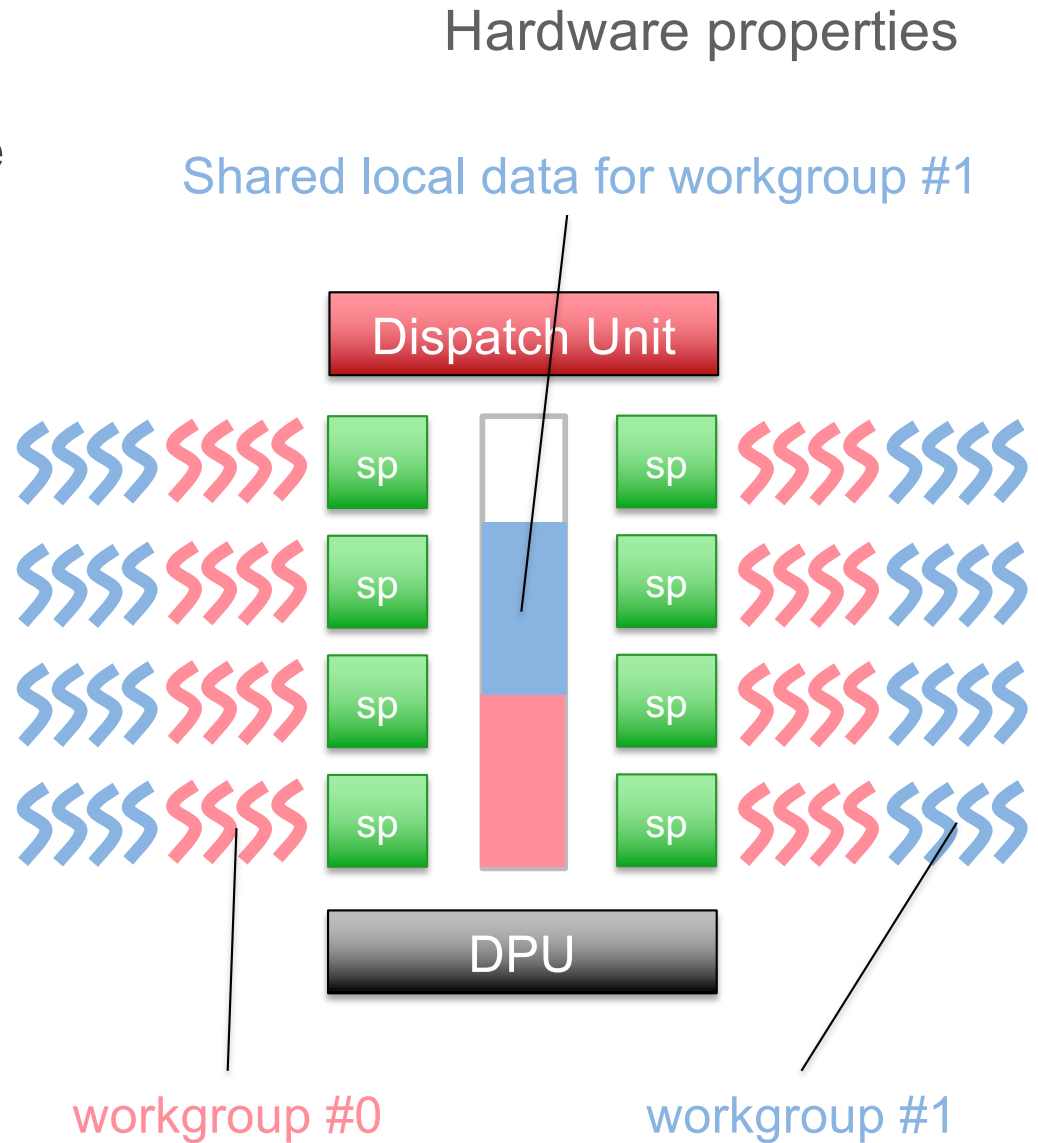 Hardware properties
e
Shared local data for workgroup #1
Dispatch Unit
sp sp
sp sp
sp sp
sp sp
DPU
workgroup #0 workgroup #1